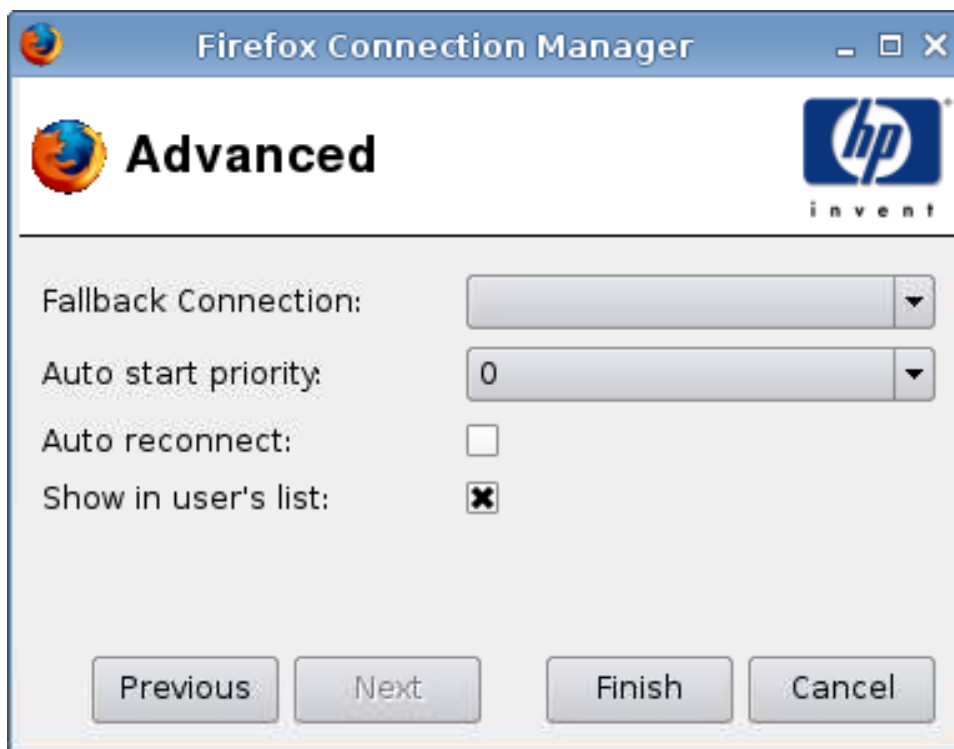 Firefox Connection Manager
Advanced
hp
invent
Fallback Connection:
Auto start priority: 0
Auto reconnect:
Show in user's list:
Previous Next Finish Cancel